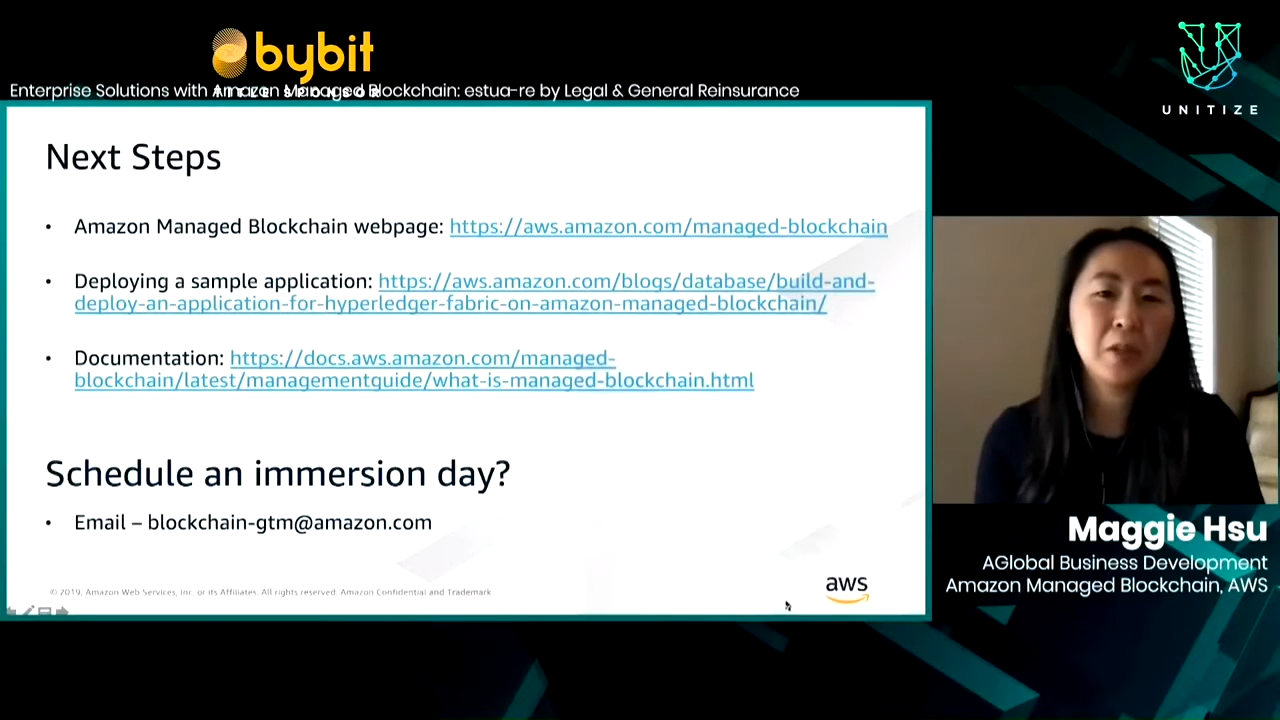 bybit
TITLE SPONSOR
Enterprise Solutions with Amazon Managed Blockchain: estua-re by Legal & General Reinsurance
UNITIZE
Next Steps
• Amazon Managed Blockchain webpage: https://aws.amazon.com/managed-blockchain
• Deploying a sample application: https://aws.amazon.com/blogs/database/build-and-
deploy-an-application-for-hyperledger-fabric-on-amazon-managed-blockchain/
• Documentation: https://docs.aws.amazon.com/managed-
blockchain/latest/managementguide/what-is-managed-blockchain.html
Schedule an immersion day?
• Email – blockchain-gtm@amazon.com
© 2019, Amazon Web Services, Inc. or its Affiliates. All rights reserved. Amazon Confidential and Trademark
aws
Maggie Hsu
AGlobal Business Development
Amazon Managed Blockchain, AWS